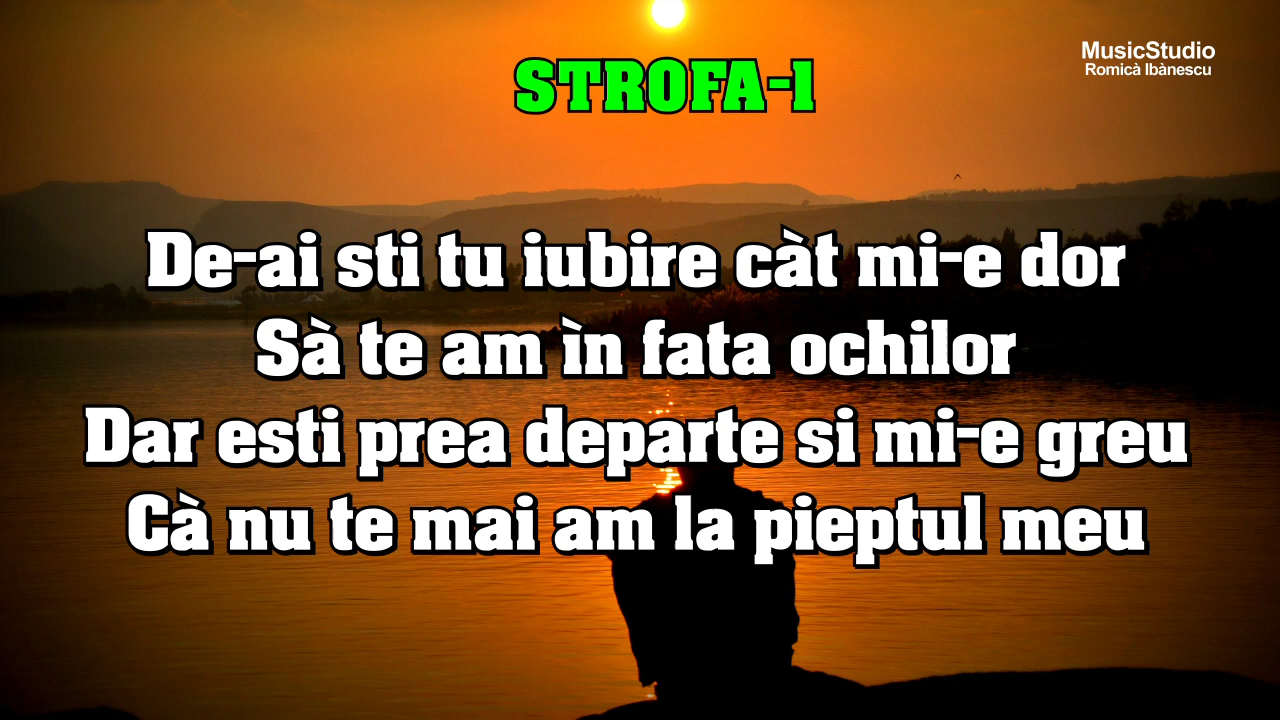 MusicStudio
Romicà Ibànescu
STROFA-1
De-ai sti tu iubire càt mi-e dor
Sà te am ìn fata ochilor
Dar esti prea departe si mi-e greu
Cà nu te mai am la pieptul meu